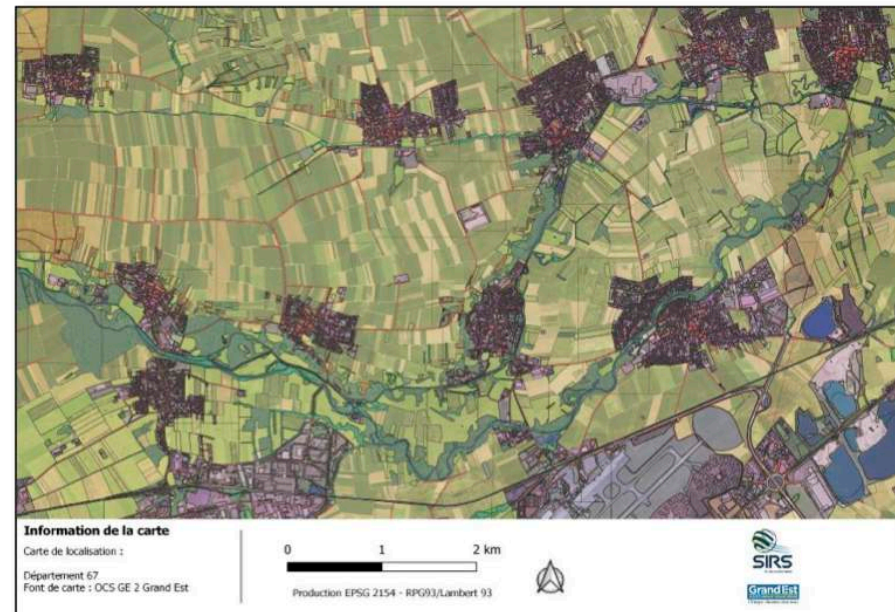 Information de la carte
Carte de localisation :
Département 67
Font de carte : OCS GE 2 Grand Est
0 1 2 km
Production EPSG 2154 - RPG93/Lambert 93
SIRS
Grand Est